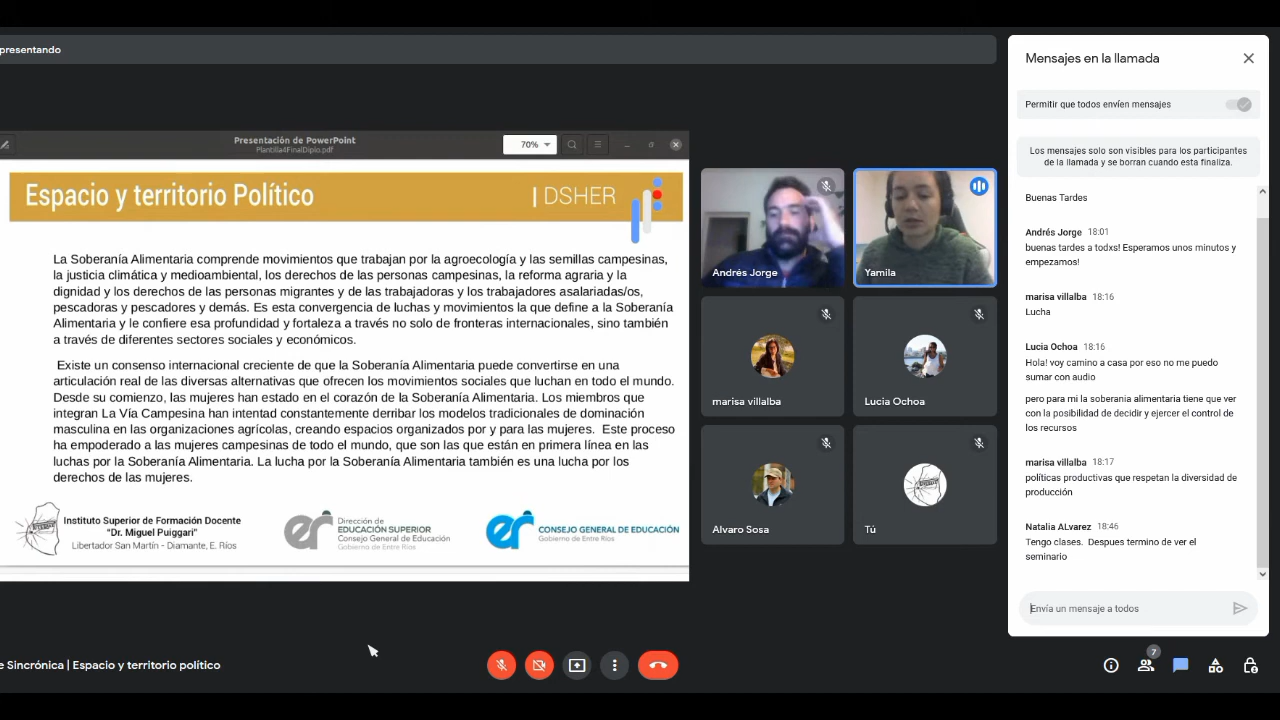 presentando
Presentación de PowerPoint
Plantilla4FinalDiplo.pdf
70%
Espacio y territorio Político
| DSHER
La Soberanía Alimentaria comprende movimientos que trabajan por la agroecología y las semillas campesinas,
la justicia climática y medioambiental, los derechos de las personas campesinas, la reforma agraria y la
dignidad y los derechos de las personas migrantes y de las trabajadoras y los trabajadores asalariadas/os,
pescadoras y pescadores y demás. Es esta convergencia de luchas y movimientos la que define a la Soberanía
Alimentaria y le confiere esa profundidad y fortaleza a través no solo de fronteras internacionales, sino también
a través de diferentes sectores sociales y económicos.
Existe un consenso internacional creciente de que la Soberanía Alimentaria puede convertirse en una
articulación real de las diversas alternativas que ofrecen los movimientos sociales que luchan en todo el mundo.
Desde su comienzo, las mujeres han estado en el corazón de la Soberanía Alimentaria. Los miembros que
integran La Vía Campesina han intentad constantemente derribar los modelos tradicionales de dominación
masculina en las organizaciones agrícolas, creando espacios organizados por y para las mujeres. Este proceso
ha empoderado a las mujeres campesinas de todo el mundo, que son las que están en primera línea en las
luchas por la Soberanía Alimentaria. La lucha por la Soberanía Alimentaria también es una lucha por los
derechos de las mujeres.
Instituto Superior de Formación Docente
"Dr. Miguel Puiggari"
Libertador San Martín - Diamante, E. Ríos
er
Dirección de
EDUCACIÓN SUPERIOR
Consejo General de Educación
Gobierno de Entre Ríos
er
CONSEJO GENERAL DE EDUCACIÓN
Gobierno de Entre Ríos
Andrés Jorge
Yamila
marisa villalba
Lucia Ochoa
Alvaro Sosa
Tú
Mensajes en la llamada
Permitir que todos envíen mensajes
Los mensajes solo son visibles para los participantes
de la llamada y se borran cuando esta finaliza.
Buenas Tardes
Andrés Jorge 18:01
buenas tardes a todxs! Esperamos unos minutos y
empezamos!
marisa villalba 18:16
Lucha
Lucia Ochoa 18:16
Hola! voy camino a casa por eso no me puedo
sumar con audio
pero para mi la soberania alimentaria tiene que ver
con la posibilidad de decidir y ejercer el control de
los recursos
marisa villalba 18:17
políticas productivas que respetan la diversidad de
producción
Natalia ALvarez 18:46
Tengo clases. Despues termino de ver el
seminario
Envía un mensaje a todos
e Sincrónica | Espacio y territorio político
7